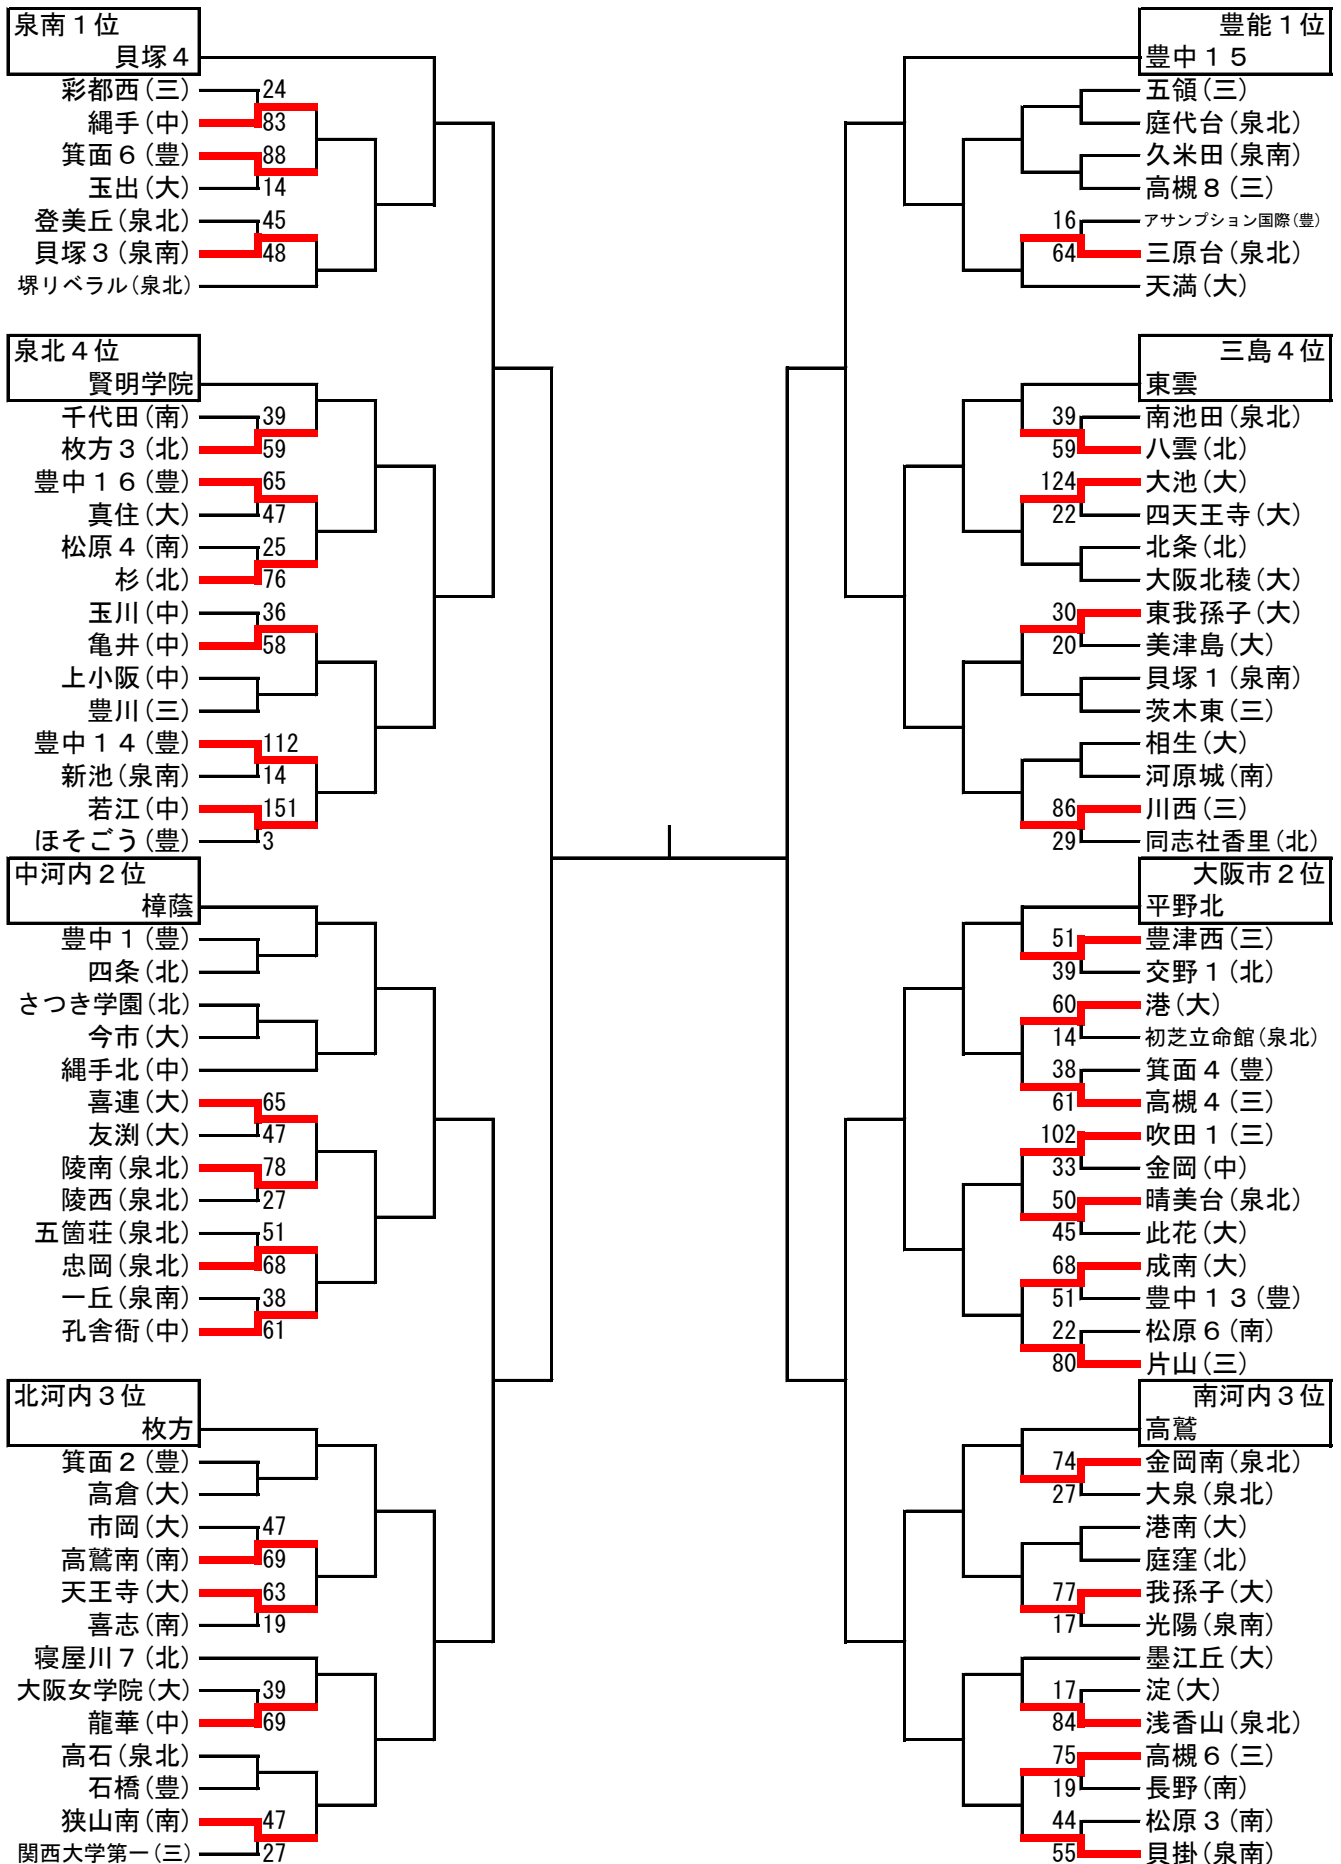 泉南１位
貝塚４
彩都西(三) 24
縄手(中) 83
箕面６(豊) 88
玉出(大) 14
登美丘(泉北) 45
貝塚３(泉南) 48
堺リベラル(泉北)
泉北４位
賢明学院
千代田(南) 39
枚方３(北) 59
豊中１６(豊) 65
真住(大) 47
松原４(南) 25
杉(北) 76
玉川(中) 36
亀井(中) 58
上小阪(中)
豊川(三)
豊中１４(豊) 112
新池(泉南) 14
若江(中) 151
ほそごう(豊) 3
中河内２位
樟蔭
豊中１(豊)
四条(北)
さつき学園(北)
今市(大)
縄手北(中)
喜連(大) 65
友渕(大) 47
陵南(泉北) 78
陵西(泉北) 27
五箇荘(泉北) 51
忠岡(泉北) 68
一丘(泉南) 38
孔舎衙(中) 61
北河内３位
枚方
箕面２(豊)
高倉(大)
市岡(大) 47
高鷲南(南) 69
天王寺(大) 63
喜志(南) 19
寝屋川７(北)
大阪女学院(大) 39
龍華(中) 69
高石(泉北)
石橋(豊)
狭山南(南) 47
関西大学第一(三) 27
豊能１位
豊中１５
五領(三)
庭代台(泉北)
久米田(泉南)
高槻８(三)
16 アサンプション国際(豊)
64 三原台(泉北)
天満(大)
三島４位
東雲
39 南池田(泉北)
59 八雲(北)
124 大池(大)
22 四天王寺(大)
北条(北)
大阪北稜(大)
30 東我孫子(大)
20 美津島(大)
貝塚１(泉南)
茨木東(三)
相生(大)
河原城(南)
86 川西(三)
29 同志社香里(北)
大阪市２位
平野北
51 豊津西(三)
39 交野１(北)
60 港(大)
14 初芝立命館(泉北)
38 箕面４(豊)
61 高槻４(三)
102 吹田１(三)
33 金岡(中)
50 晴美台(泉北)
45 此花(大)
68 成南(大)
51 豊中１３(豊)
22 松原６(南)
80 片山(三)
南河内３位
高鷲
74 金岡南(泉北)
27 大泉(泉北)
港南(大)
庭窪(北)
77 我孫子(大)
17 光陽(泉南)
墨江丘(大)
17 淀(大)
84 浅香山(泉北)
75 高槻６(三)
19 長野(南)
44 松原３(南)
55 貝掛(泉南)